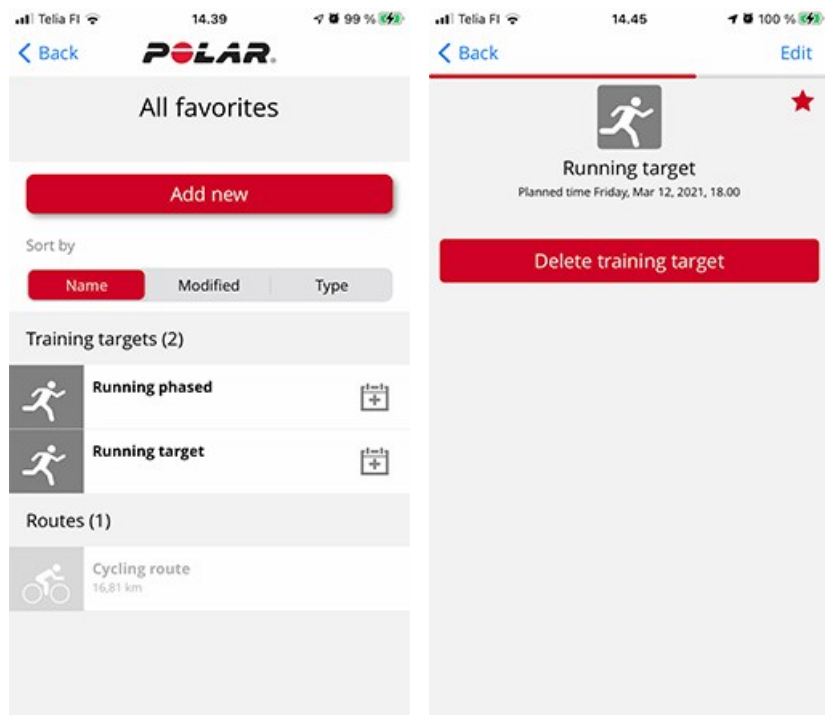 Telia FI 14.39 99 %
Back POLAR
All favorites
Add new
Sort by
Name Modified Type
Training targets (2)
Running phased
Running target
Routes (1)
Cycling route
16,81 km
Telia FI 14.45 100 %
Back Edit
Running target
Planned time Friday, Mar 12, 2021, 18.00
Delete training target